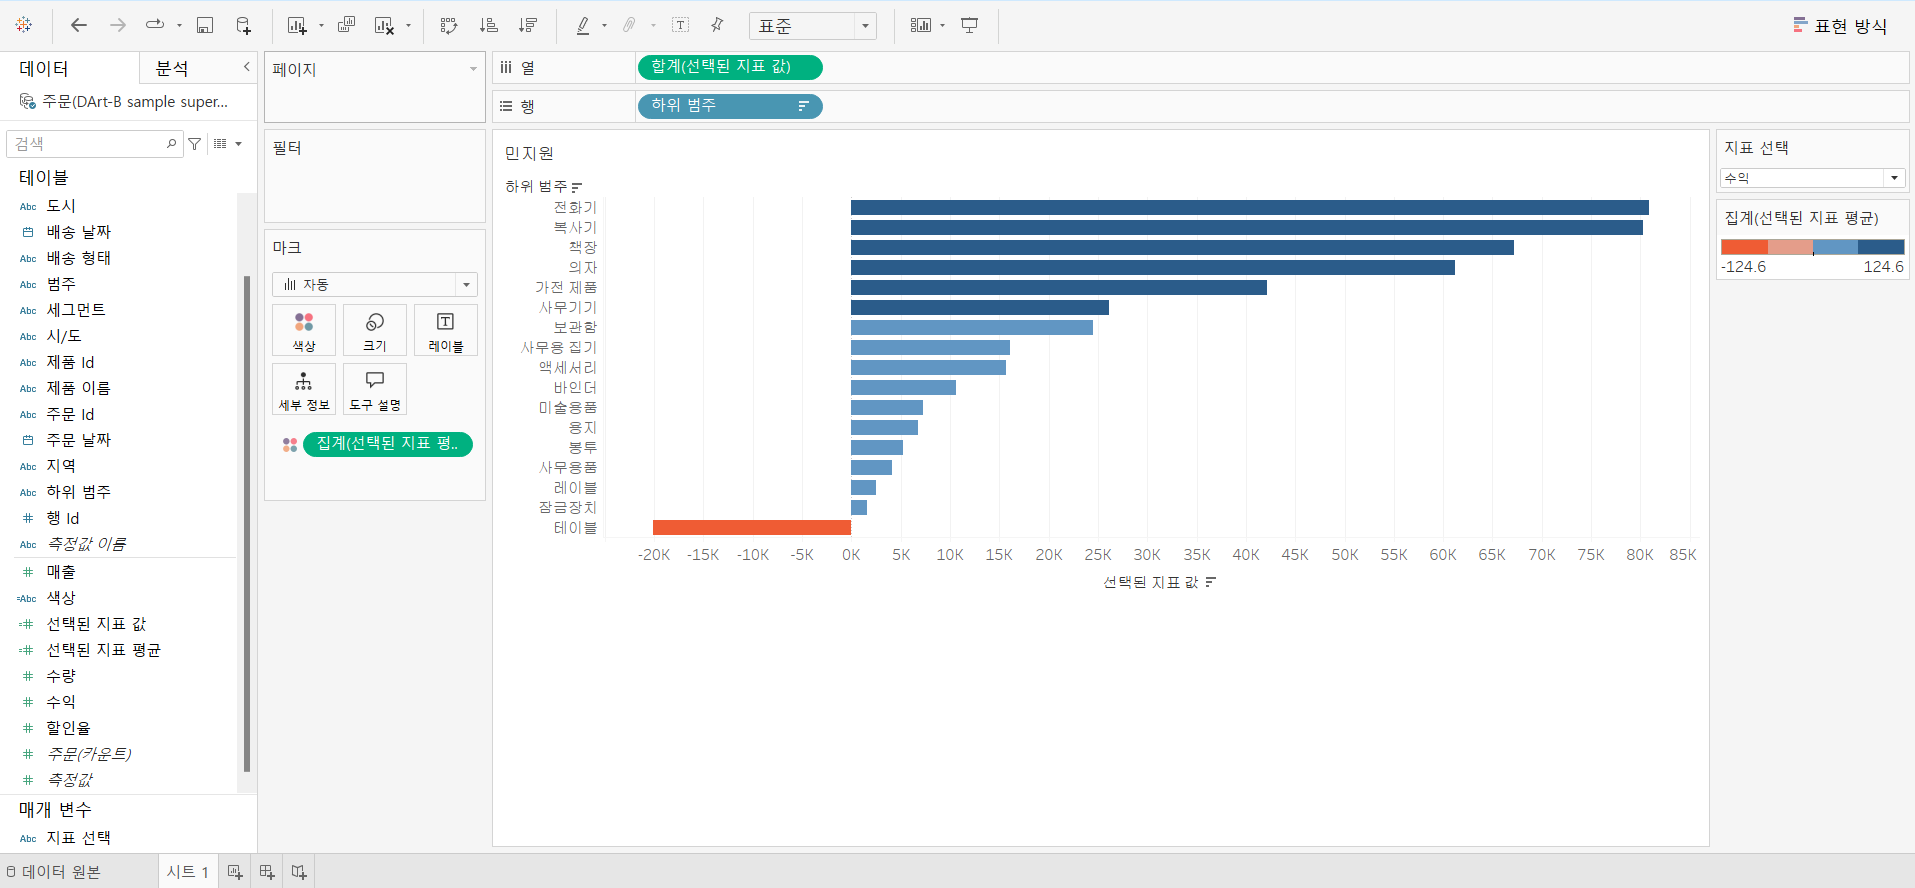 표준
표현 방식
데이터
분석
주문(DArt-B sample super...
검색
테이블
Abc 도시
배송 날짜
Abc 배송 형태
Abc 범주
Abc 세그먼트
Abc 시/도
Abc 제품 Id
Abc 제품 이름
Abc 주문 Id
주문 날짜
Abc 지역
Abc 하위 범주
# 행 Id
Abc 측정값 이름
# 매출
=Abc 색상
=# 선택된 지표 값
=# 선택된 지표 평균
# 수량
# 수익
# 할인율
# 주문(카운트)
# 측정값
매개 변수
Abc 지표 선택
페이지
필터
마크
자동
색상
크기
레이블
세부 정보
도구 설명
집계(선택된 지표 평..
열
합계(선택된 지표 값)
행
하위 범주
민지원
하위 범주
전화기
복사기
책장
의자
가전 제품
사무기기
보관함
사무용 집기
액세서리
바인더
미술용품
용지
봉투
사무용품
레이블
잠금장치
테이블
-20K -15K -10K -5K 0K 5K 10K 15K 20K 25K 30K 35K 40K 45K 50K 55K 60K 65K 70K 75K 80K 85K
선택된 지표 값
지표 선택
수익
집계(선택된 지표 평균)
-124.6 124.6
데이터 원본
시트 1